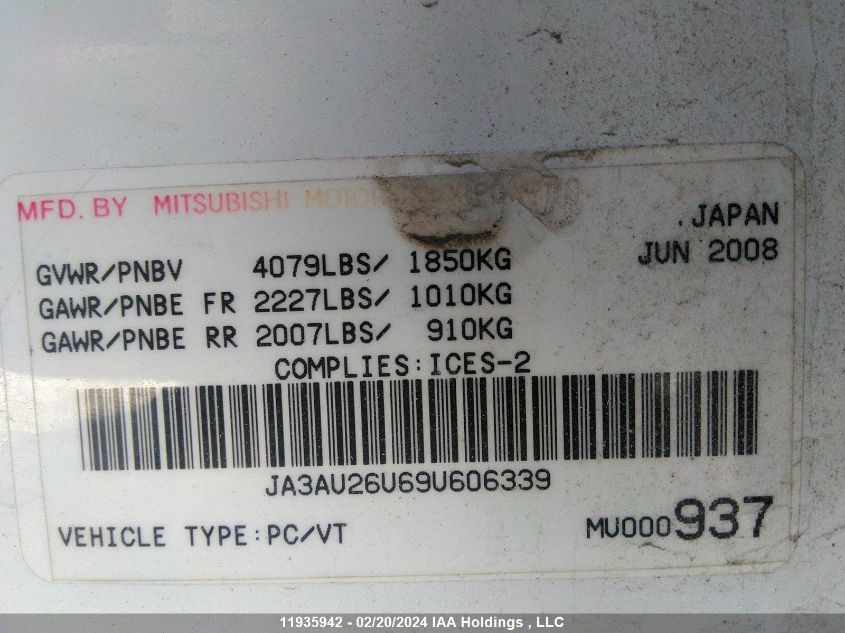 MFD. BY MITSUBISHI MOTOR
.JAPAN
JUN 2008
GVWR/PNBV 4079LBS/ 1850KG
GAWR/PNBE FR 2227LBS/ 1010KG
GAWR/PNBE RR 2007LBS/ 910KG
COMPLIES:ICES-2
JA3AU26U69U606339
VEHICLE TYPE:PC/VT
MU000937
11935942 - 02/20/2024 IAA Holdings , LLC